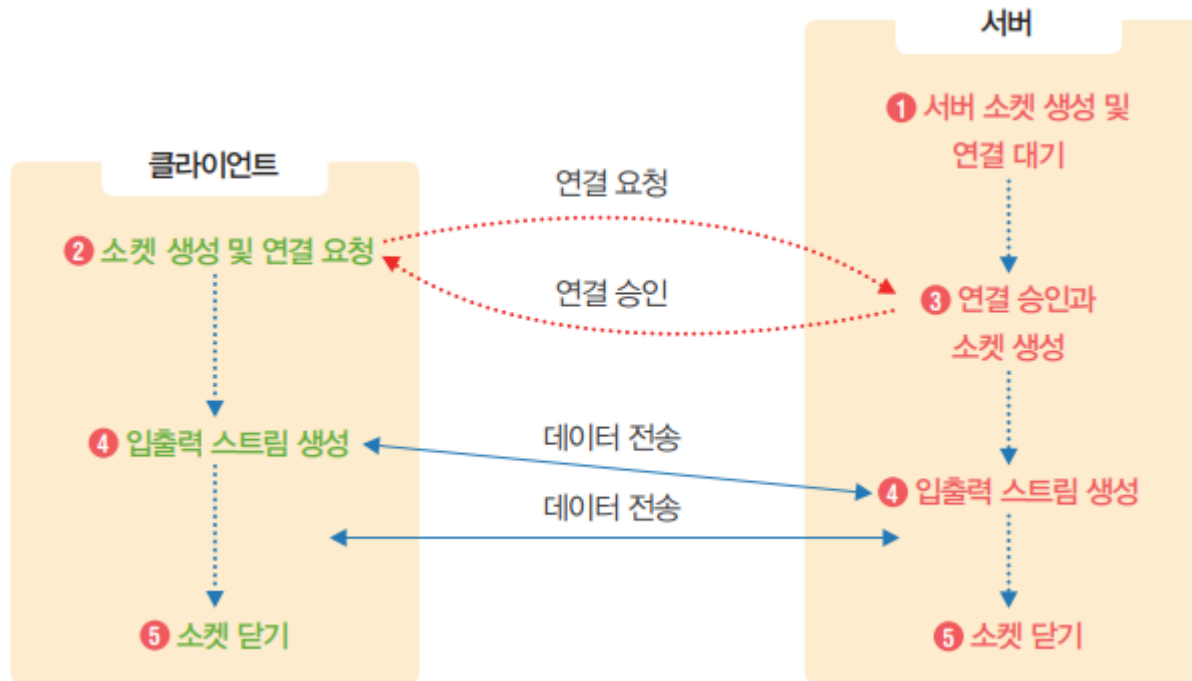 서버
❶ 서버 소켓 생성 및
연결 대기
클라이언트
연결 요청
❷ 소켓 생성 및 연결 요청
연결 승인
❸ 연결 승인과
소켓 생성
❹ 입출력 스트림 생성
데이터 전송
❹ 입출력 스트림 생성
데이터 전송
❺ 소켓 닫기
❺ 소켓 닫기